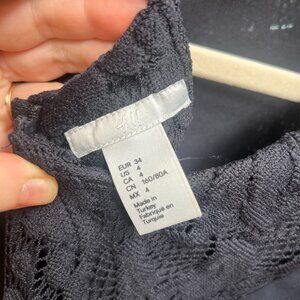 H&M
EUR 34
US 4
CA 4
CN 160/80A
MX 4
Made in
Turkey
Fabriqué en
Turquie